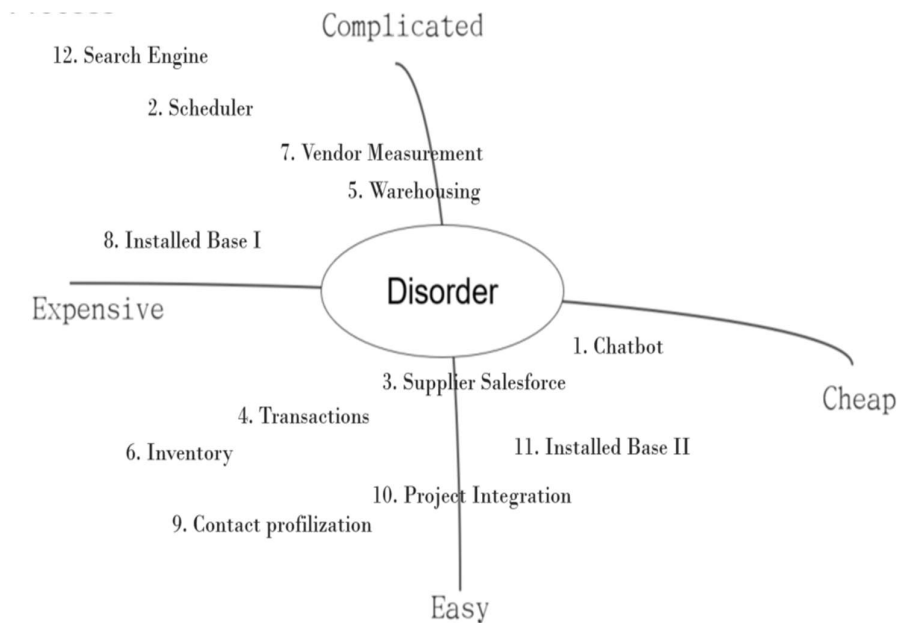 Complicated
12. Search Engine
2. Scheduler
7. Vendor Measurement
5. Warehousing
8. Installed Base I
Disorder
Expensive
1. Chatbot
3. Supplier Salesforce
Cheap
4. Transactions
11. Installed Base II
6. Inventory
10. Project Integration
9. Contact profilization
Easy